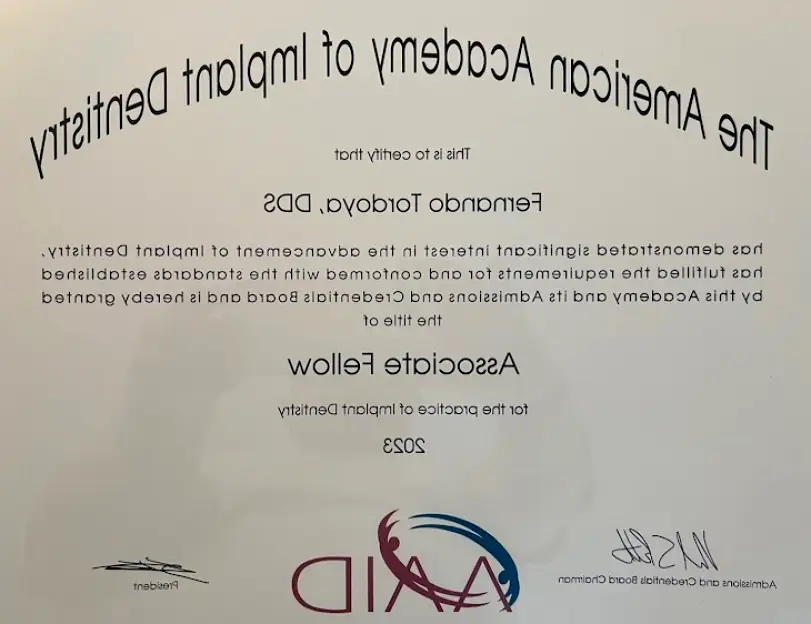 The American Academy of Implant Dentistry
This is to certify that
Fernando Tordoya, DDS
has demonstrated significant interest in the advancement of Implant Dentistry,
has fulfilled the requirements for and conformed with the standards established
by this Academy and its Admissions and Credentials Board and is hereby granted
the title of
Associate Fellow
for the practice of Implant Dentistry
2023
AAID
Admissions and Credentials Board Chairman
President